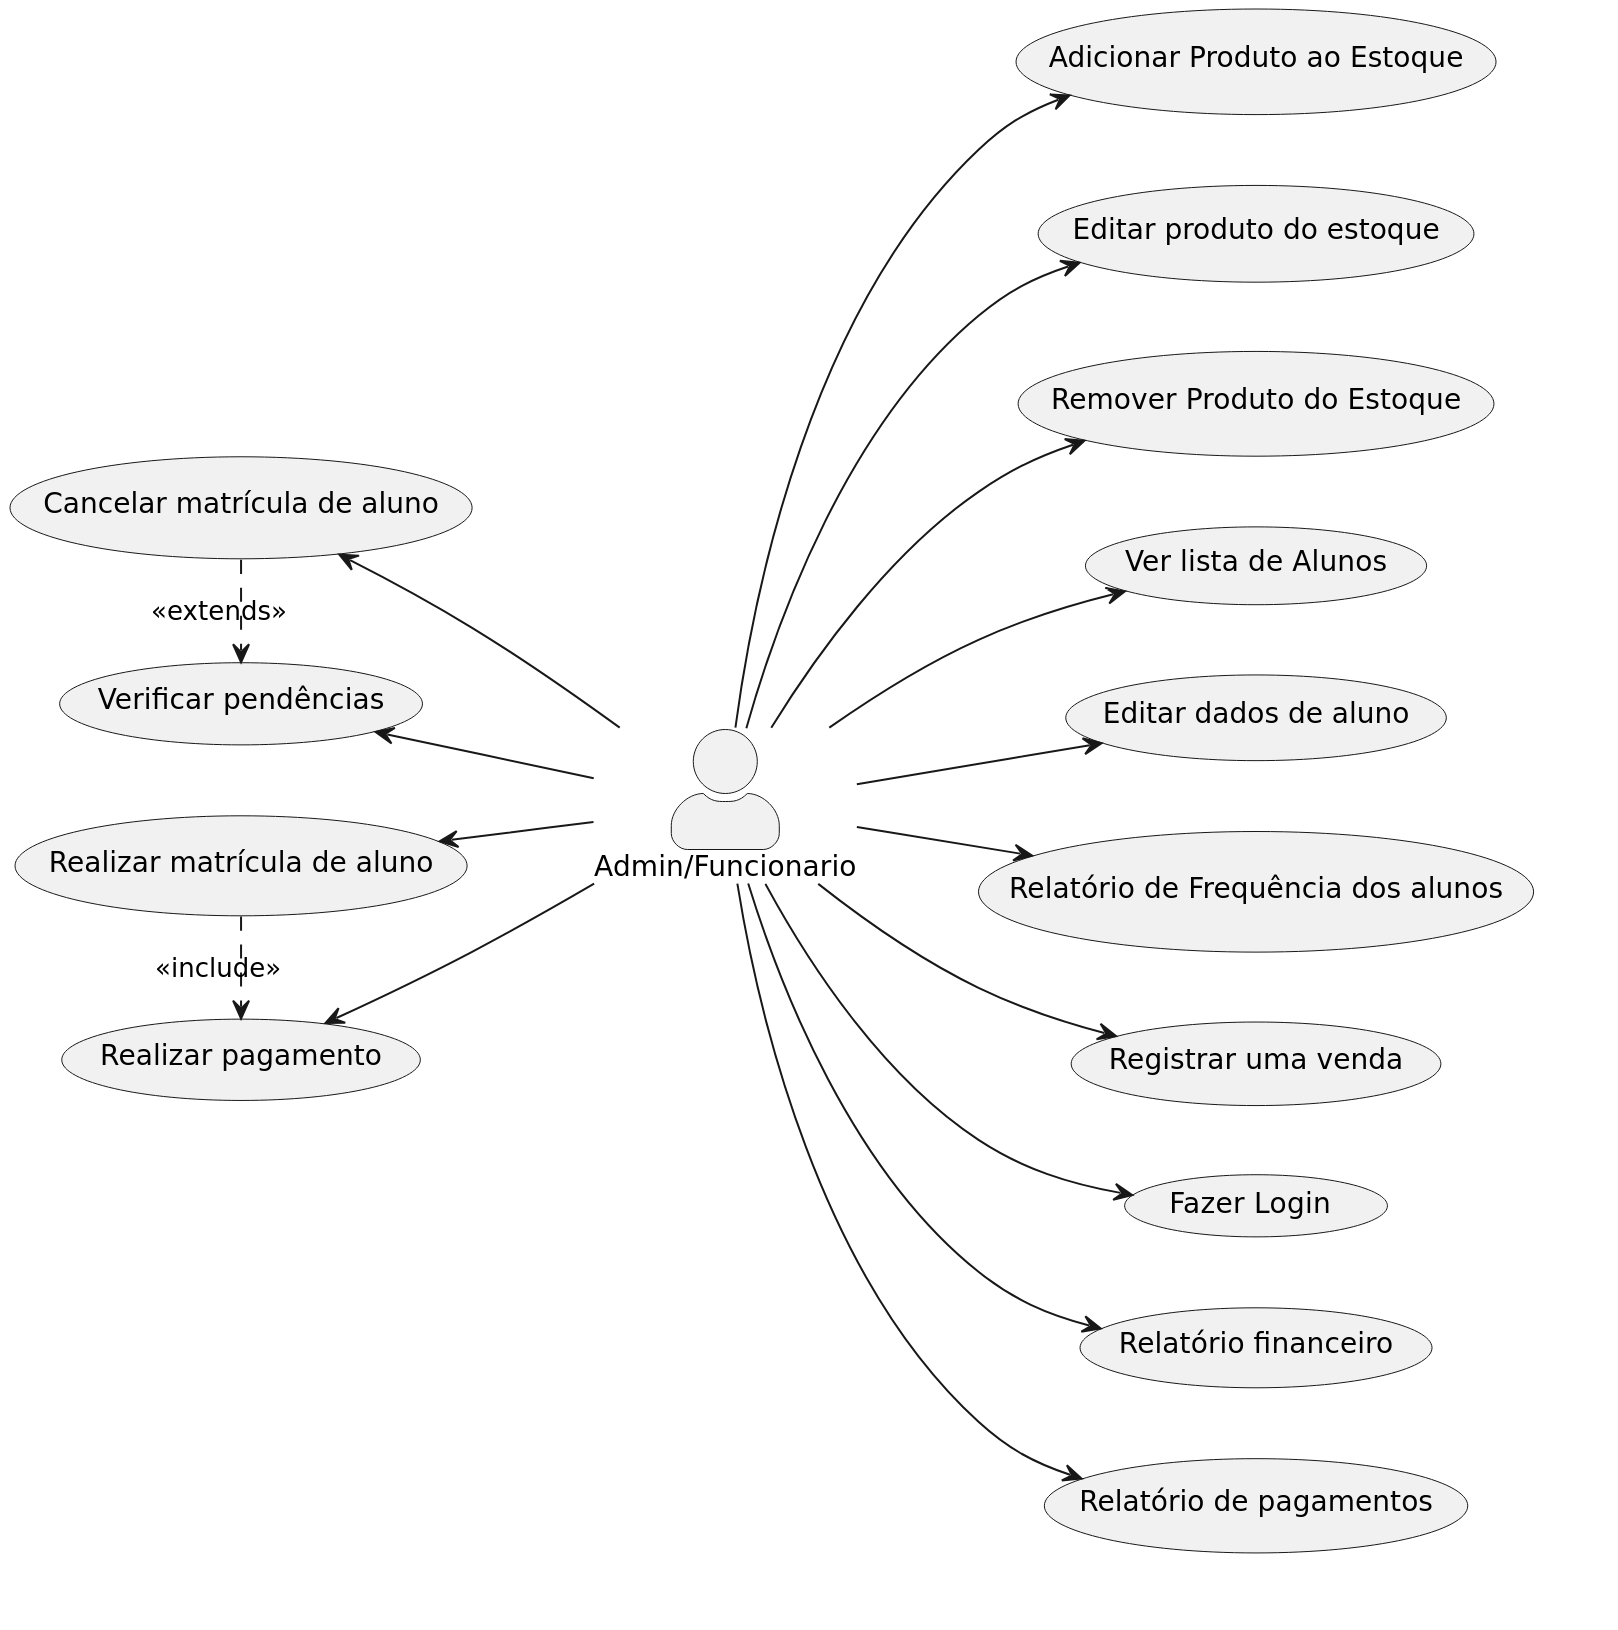 Adicionar Produto ao Estoque
Editar produto do estoque
Remover Produto do Estoque
Cancelar matrícula de aluno
Ver lista de Alunos
«extends»
Verificar pendências
Editar dados de aluno
Realizar matrícula de aluno
Admin/Funcionario
Relatório de Frequência dos alunos
«include»
Realizar pagamento
Registrar uma venda
Fazer Login
Relatório financeiro
Relatório de pagamentos